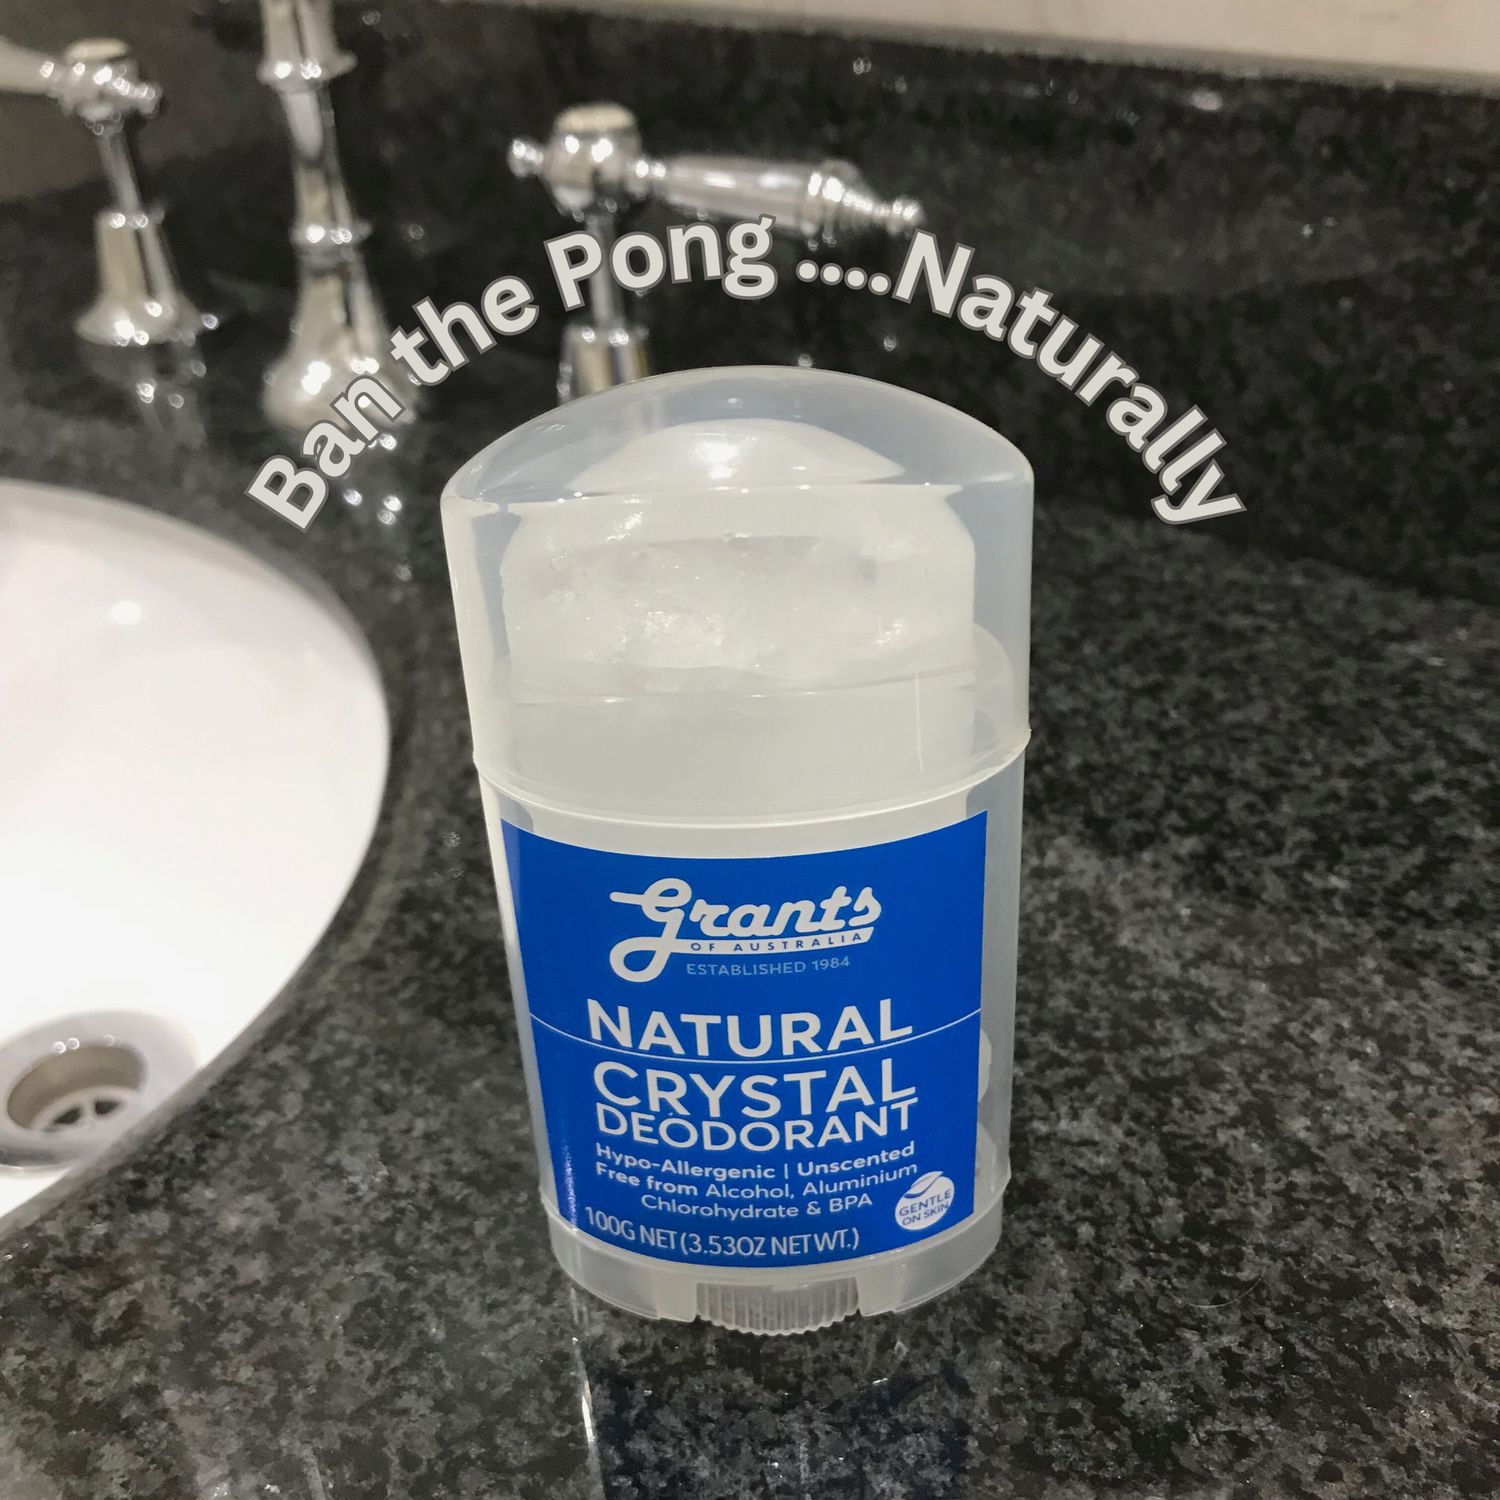 Ban the Pong ....Naturally
Grants
OF AUSTRALIA
ESTABLISHED 1984
NATURAL
CRYSTAL
DEODORANT
Hypo-Allergenic | Unscented
Free from Alcohol, Aluminium
Chlorohydrate & BPA
GENTLE
ON SKIN
100G NET (3.53OZ NET WT.)